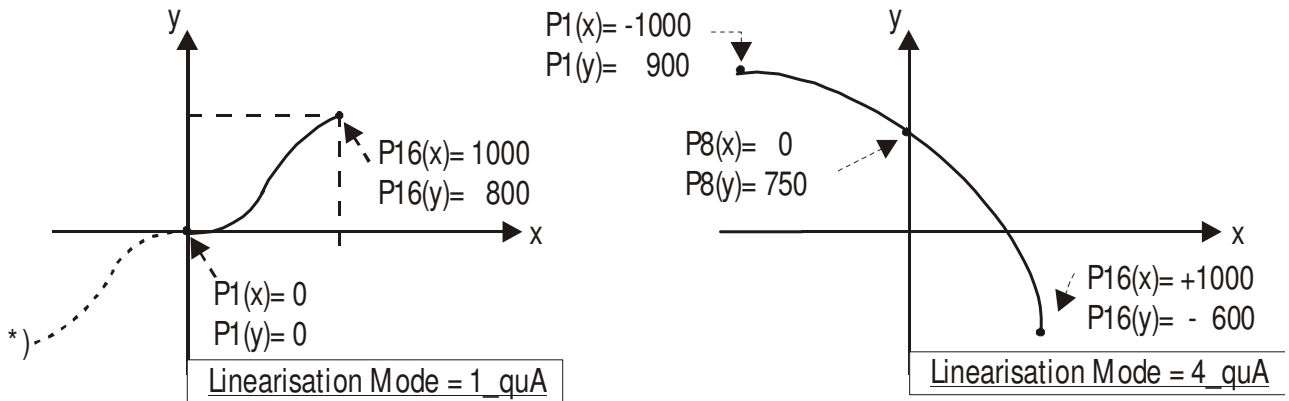 y
P16(x)= 1000
P16(y)= 800
x
P1(x)= 0
P1(y)= 0
*)
Linearisation Mode = 1_quA
P1(x)= -1000
P1(y)= 900
y
P8(x)= 0
P8(y)= 750
x
P16(x)= +1000
P16(y)= - 600
Linearisation Mode = 4_quA